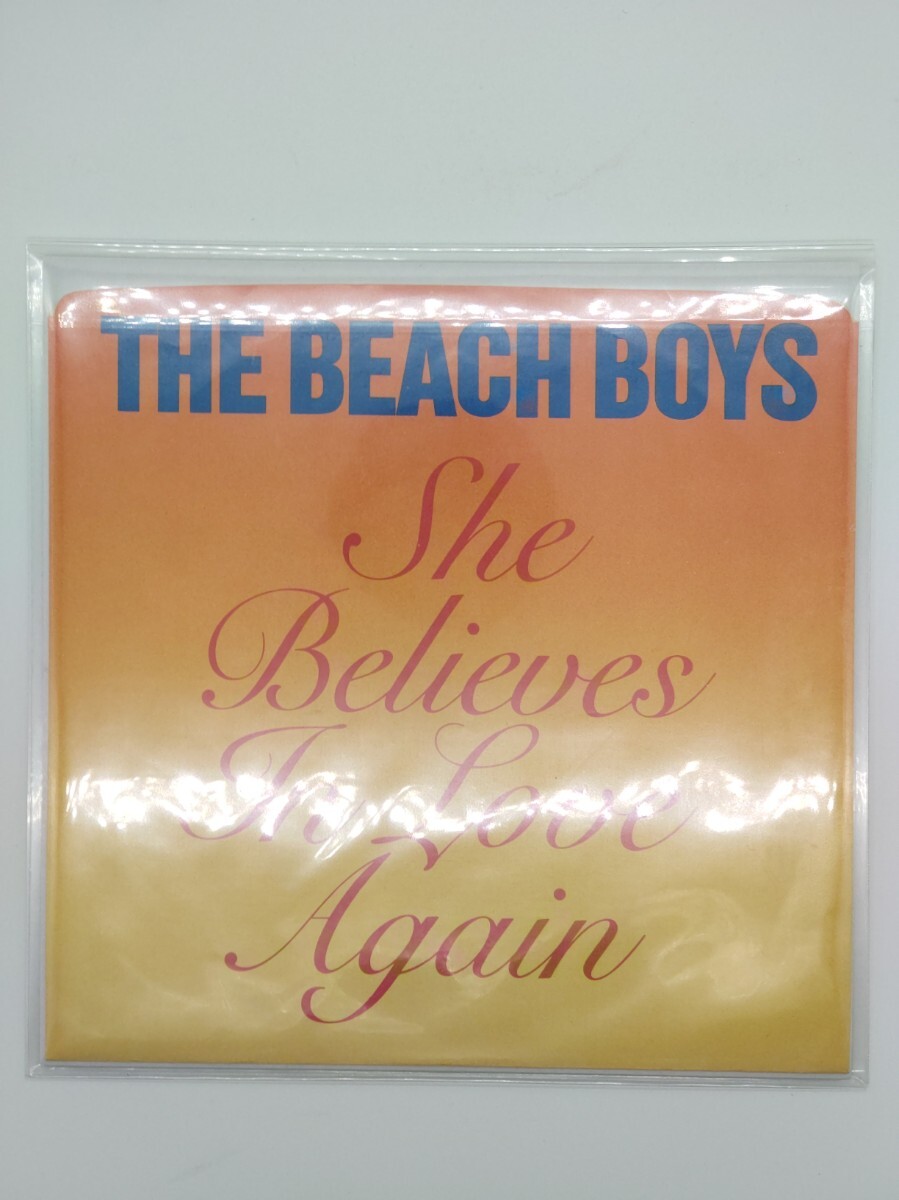 THE BEACH BOYS
She
Believes
In Love
Again